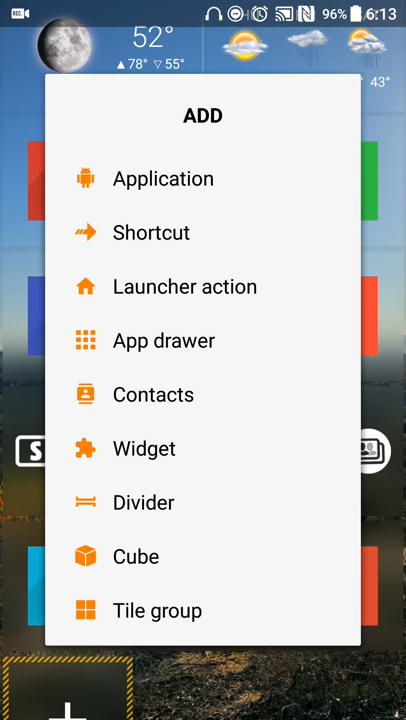 REC
96% 6:13
52°
▲78° ▽55°
43°
ADD
Application
Shortcut
Launcher action
App drawer
Contacts
Widget
Divider
Cube
Tile group
S